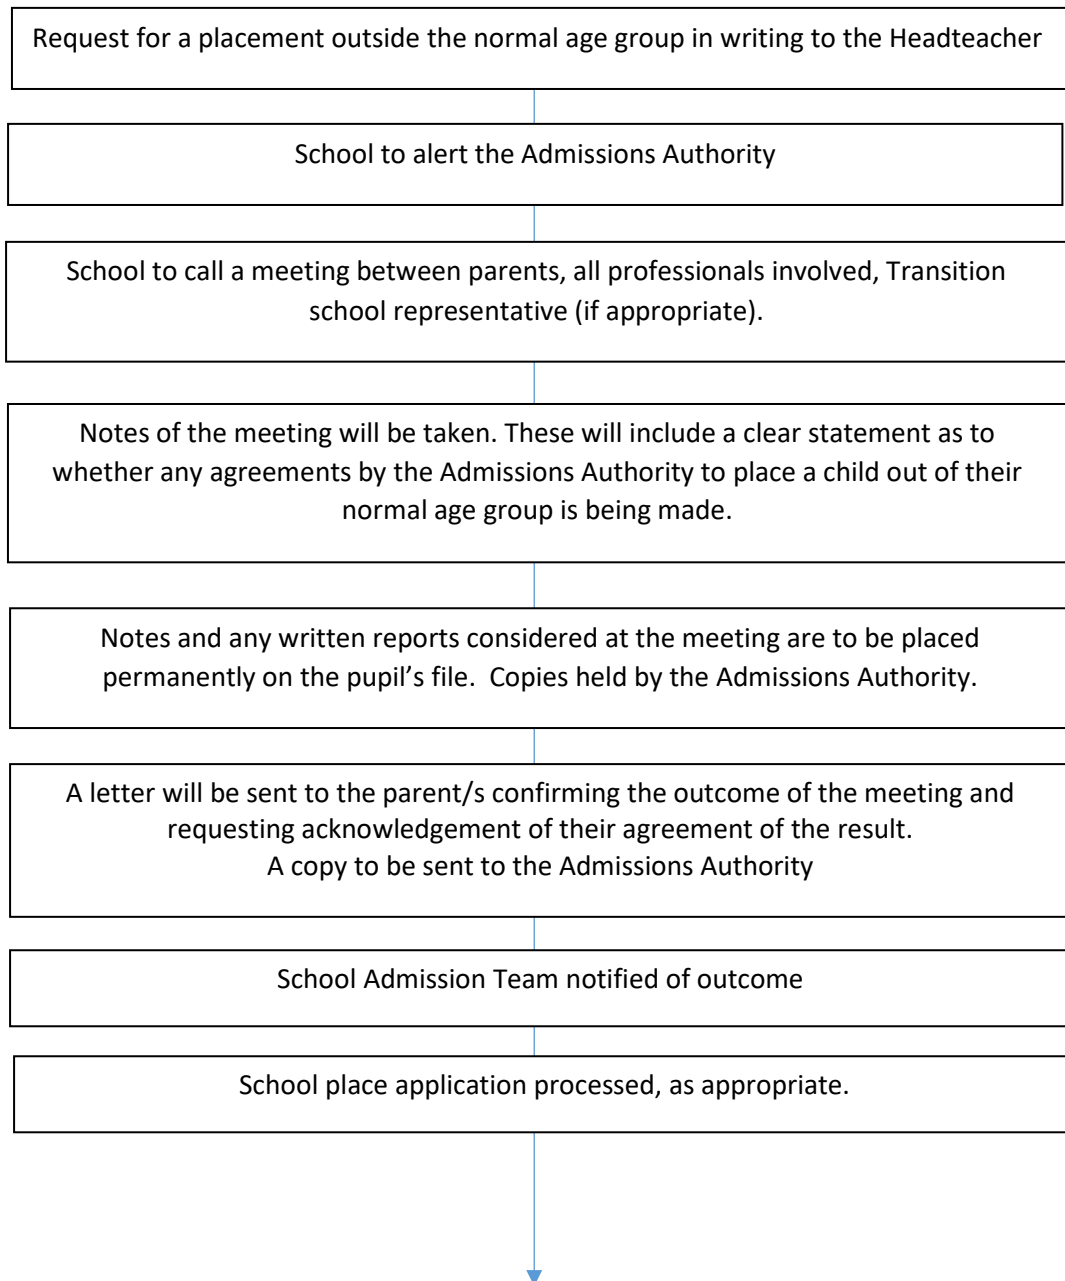 Request for a placement outside the normal age group in writing to the Headteacher
School to alert the Admissions Authority
School to call a meeting between parents, all professionals involved, Transition
school representative (if appropriate).
Notes of the meeting will be taken. These will include a clear statement as to
whether any agreements by the Admissions Authority to place a child out of their
normal age group is being made.
Notes and any written reports considered at the meeting are to be placed
permanently on the pupil’s file.  Copies held by the Admissions Authority.
A letter will be sent to the parent/s confirming the outcome of the meeting and
requesting acknowledgement of their agreement of the result.
A copy to be sent to the Admissions Authority
School Admission Team notified of outcome
School place application processed, as appropriate.